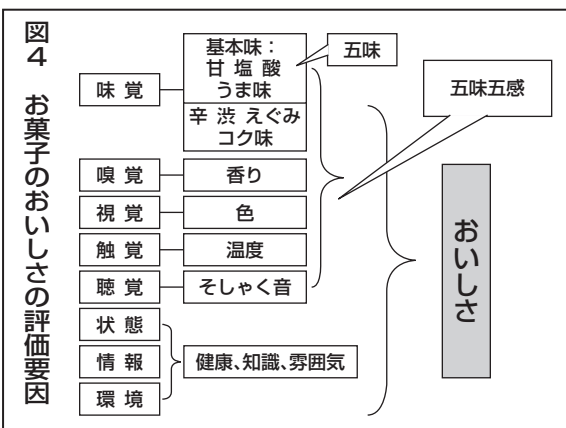 図4 お菓子のおいしさの評価要因
味覚
基本味：
甘 塩 酸
うま味
辛 渋 えぐみ
コク味
五味
五味五感
嗅覚
香り
視覚
色
触覚
温度
聴覚
そしゃく音
状態
情報
環境
健康、知識、雰囲気
おいしさ